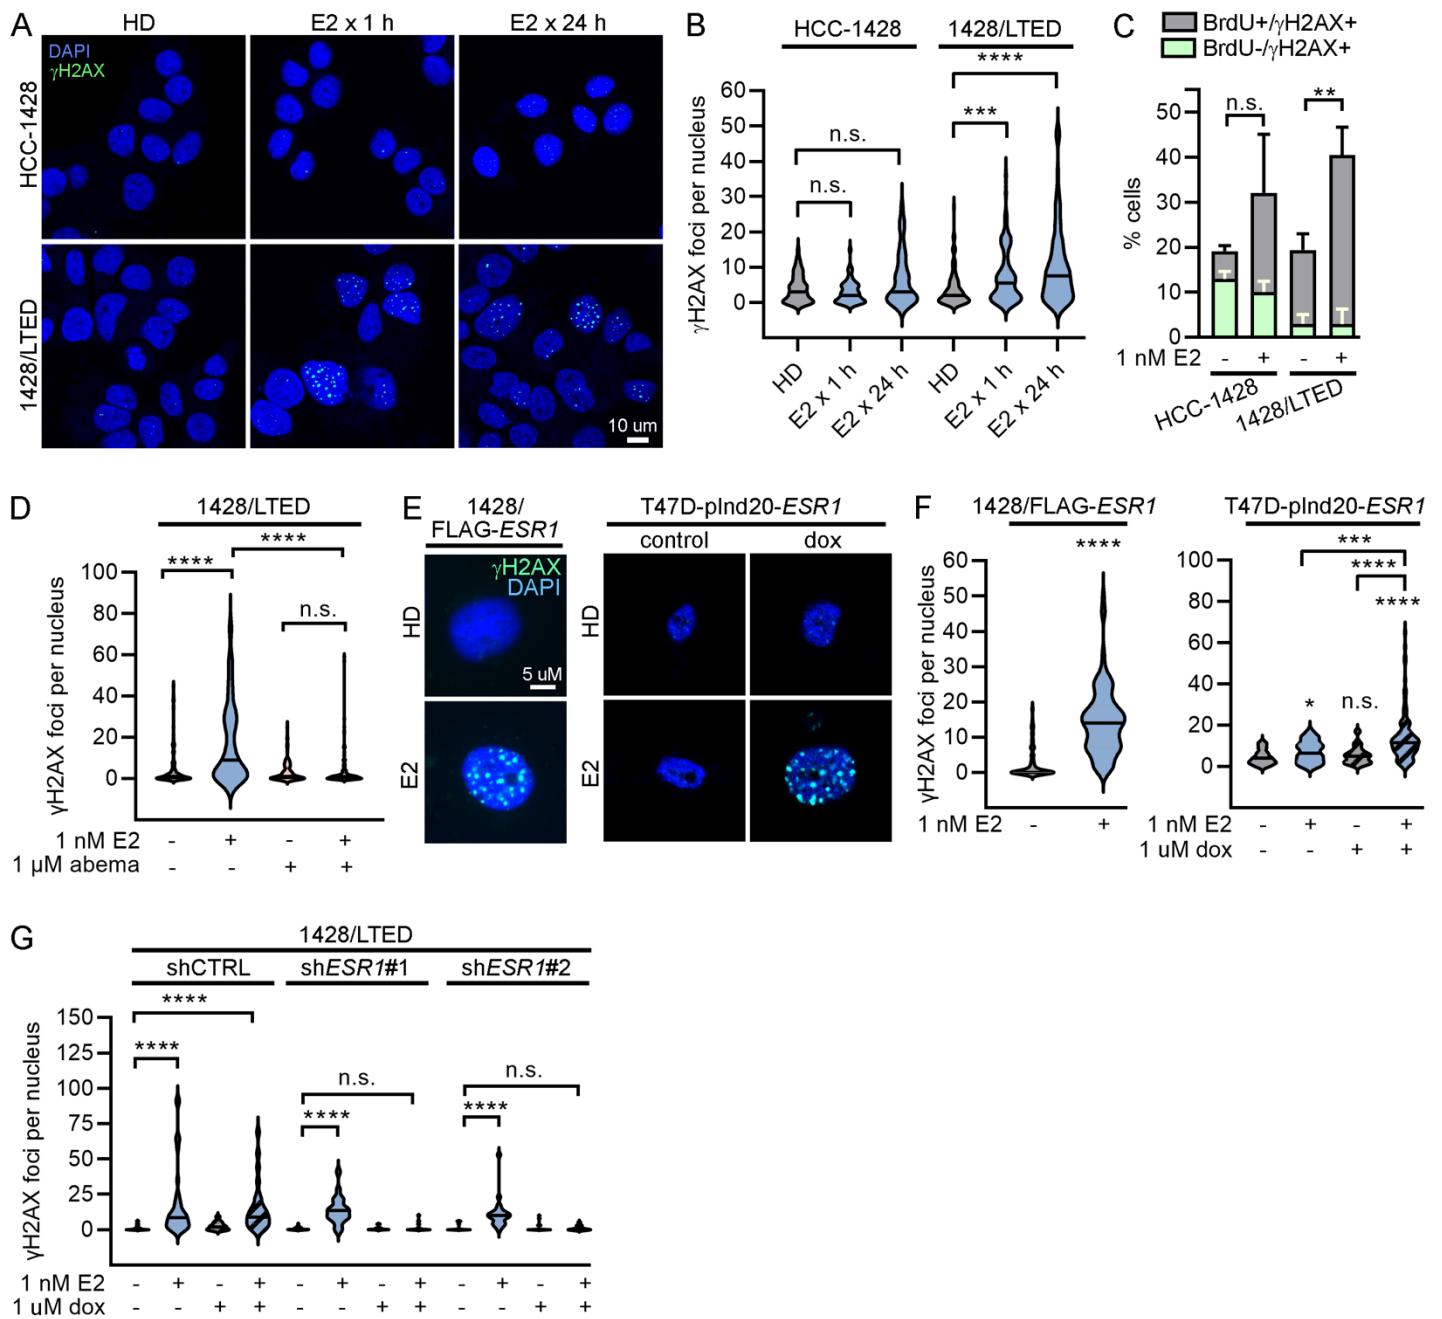 A
HD
E2 x 1 h
E2 x 24 h
DAPI
γH2AX
HCC-1428
1428/LTED
10 um
B
HCC-1428
1428/LTED
γH2AX foci per nucleus
60
50
40
30
20
10
0
n.s.
n.s.
***
****
HD
E2 x 1 h
E2 x 24 h
HD
E2 x 1 h
E2 x 24 h
C
BrdU+/γH2AX+
BrdU-/γH2AX+
% cells
50
40
30
20
10
0
n.s.
**
1 nM E2 - + - +
HCC-1428
1428/LTED
D
1428/LTED
γH2AX foci per nucleus
100
80
60
40
20
0
****
****
n.s.
1 nM E2 - + - +
1 µM abema - - + +
E
1428/
FLAG-ESR1
T47D-pInd20-ESR1
control
dox
γH2AX
DAPI
HD
5 uM
E2
HD
E2
F
1428/FLAG-ESR1
****
γH2AX foci per nucleus
60
50
40
30
20
10
0
1 nM E2 - +
T47D-pInd20-ESR1
100
80
60
40
20
0
***
****
****
*
n.s.
1 nM E2 - + - +
1 uM dox - - + +
G
1428/LTED
shCTRL
shESR1#1
shESR1#2
γH2AX foci per nucleus
150
125
100
75
50
25
0
****
****
n.s.
****
n.s.
****
1 nM E2 - + - + - + - + - + - +
1 uM dox - - + + - - + + - - + +